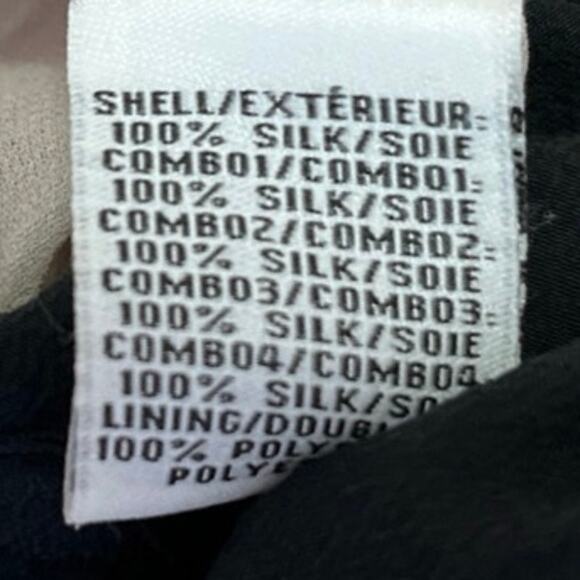 SHELL/EXTÉRIEUR:
100% SILK/SOIE
COMBO1/COMBO1:
100% SILK/SOIE
COMBO2/COMBO2:
100% SILK/SOIE
COMBO3/COMBO3:
100% SILK/SOIE
COMBO4/COMBO4
100% SILK/SO
LINING/DOUB
100% POLY
POLYE